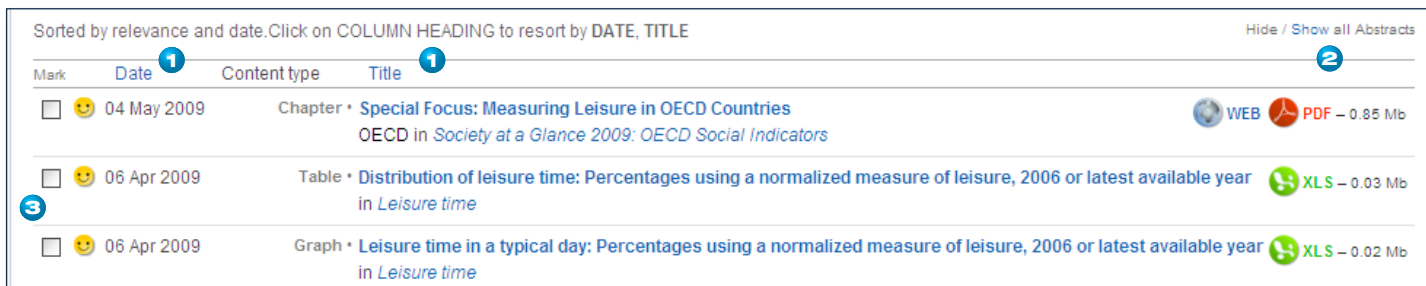 Sorted by relevance and date.Click on COLUMN HEADING to resort by DATE, TITLE Hide / Show all Abstracts
1 1 2
Mark Date Content type Title
04 May 2009 Chapter • Special Focus: Measuring Leisure in OECD Countries WEB PDF – 0.85 Mb
OECD in Society at a Glance 2009: OECD Social Indicators
06 Apr 2009 Table • Distribution of leisure time: Percentages using a normalized measure of leisure, 2006 or latest available year XLS – 0.03 Mb
3 in Leisure time
06 Apr 2009 Graph • Leisure time in a typical day: Percentages using a normalized measure of leisure, 2006 or latest available year XLS – 0.02 Mb
in Leisure time